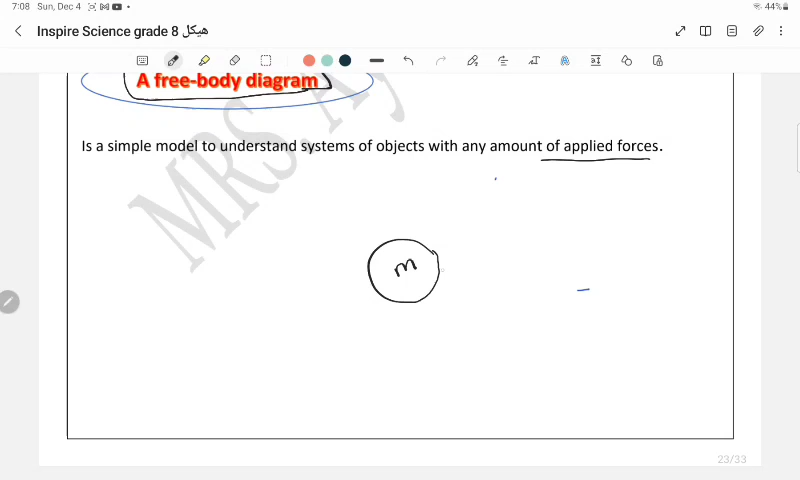 7:08 Sun, Dec 4 44%
Inspire Science grade 8 هيكل
A free-body diagram
Is a simple model to understand systems of objects with any amount of applied forces.
MRS. Ay
m
23/33